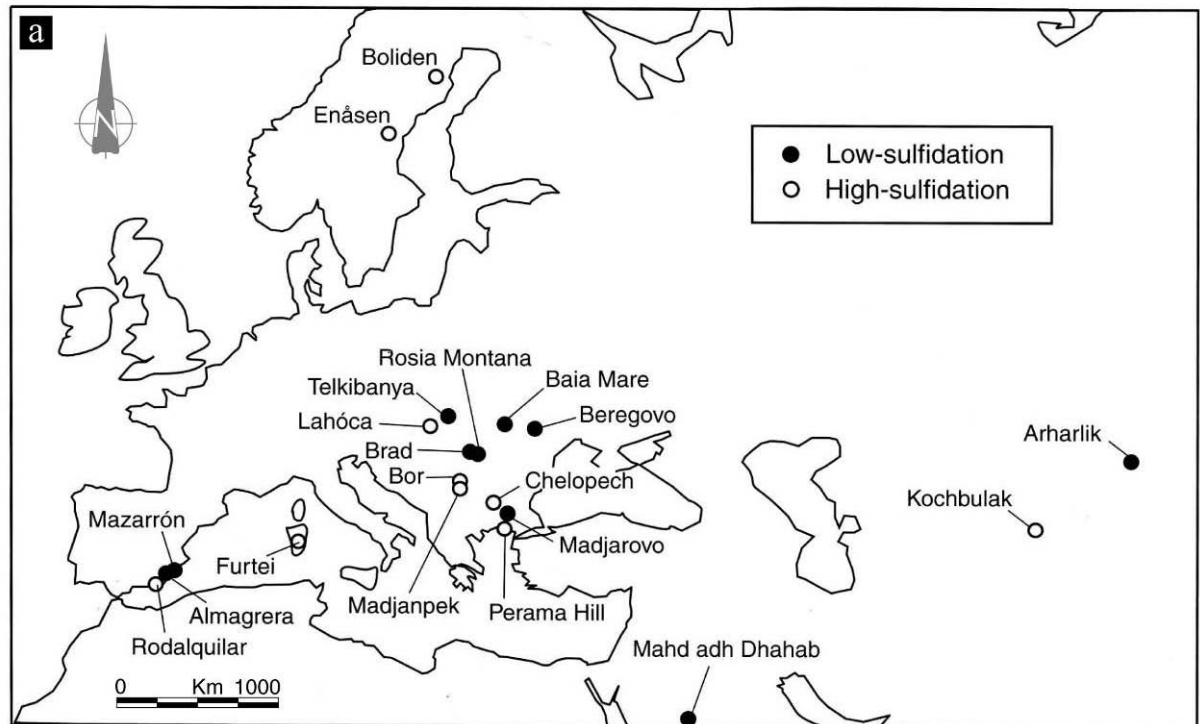 a
N
Boliden
Enåsen
Low-sulfidation
High-sulfidation
Rosia Montana
Telkibanya
Baia Mare
Lahóca
Beregovo
Brad
Arharlik
Bor
Chelopech
Kochbulak
Mazarrón
Furtei
Madjarovo
Madjanpek
Perama Hill
Almagrera
Rodalquilar
Mahd adh Dhahab
0 Km 1000